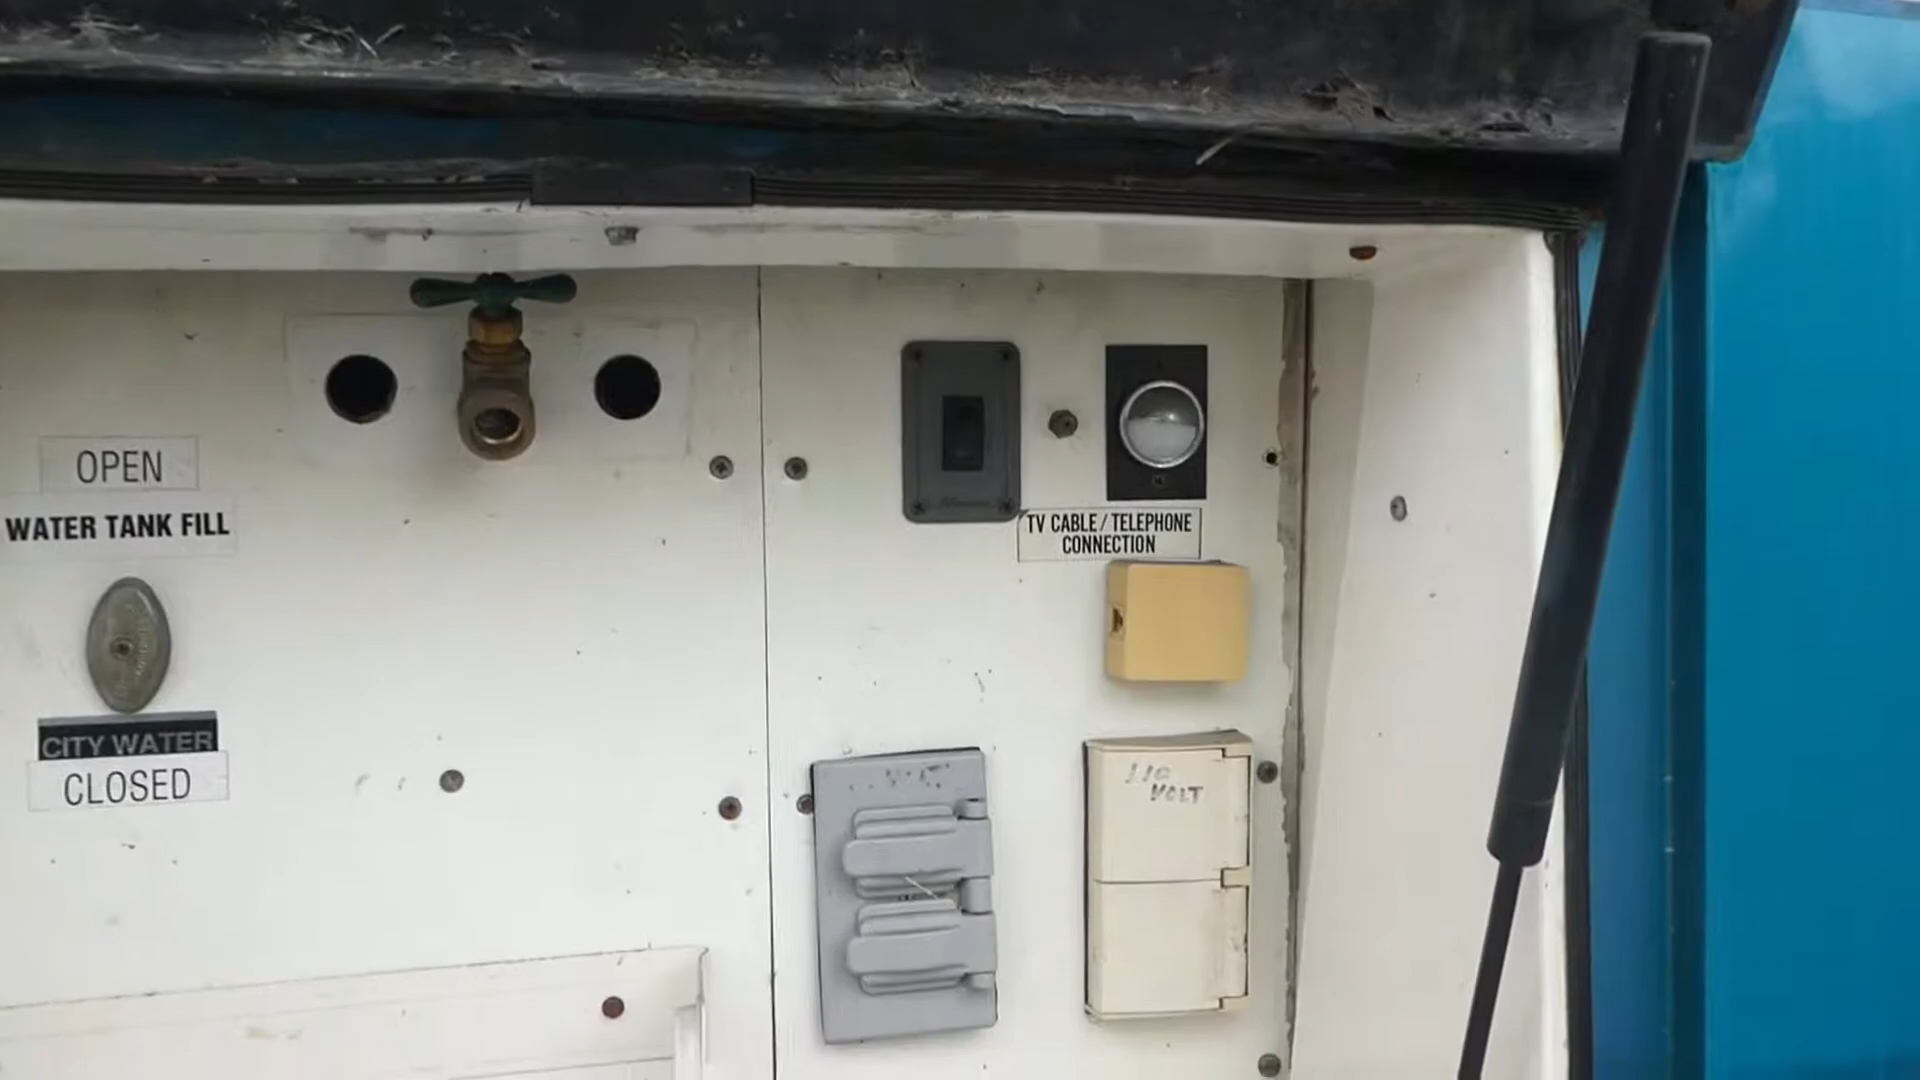 OPEN
WATER TANK FILL
CITY WATER
CLOSED
TV CABLE / TELEPHONE
CONNECTION
110
VOLT